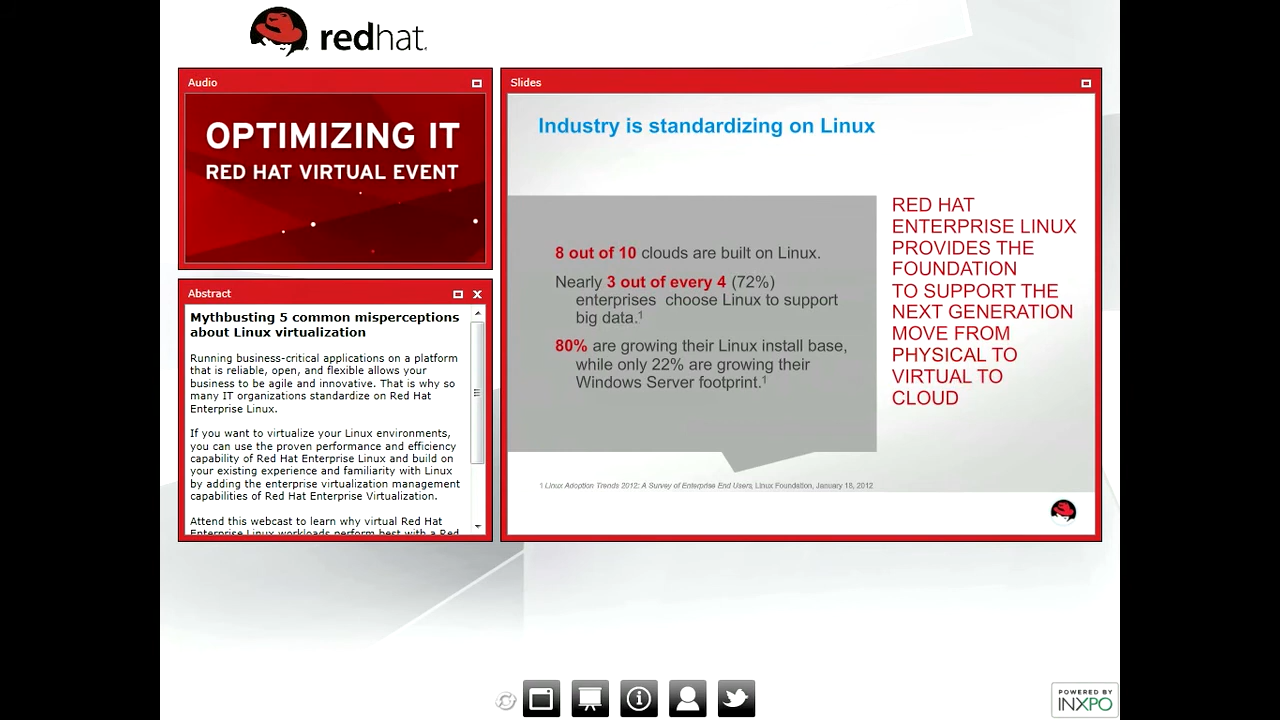 redhat.
Audio
OPTIMIZING IT
RED HAT VIRTUAL EVENT
Abstract
Mythbusting 5 common misperceptions
about Linux virtualization
Running business-critical applications on a platform
that is reliable, open, and flexible allows your
business to be agile and innovative. That is why so
many IT organizations standardize on Red Hat
Enterprise Linux.
If you want to virtualize your Linux environments,
you can use the proven performance and efficiency
capability of Red Hat Enterprise Linux and build on
your existing experience and familiarity with Linux
by adding the enterprise virtualization management
capabilities of Red Hat Enterprise Virtualization.
Attend this webcast to learn why virtual Red Hat
Enterprise Linux workloads perform best with a Red
Slides
Industry is standardizing on Linux
8 out of 10 clouds are built on Linux.
Nearly 3 out of every 4 (72%)
enterprises choose Linux to support
big data.1
80% are growing their Linux install base,
while only 22% are growing their
Windows Server footprint.1
RED HAT
ENTERPRISE LINUX
PROVIDES THE
FOUNDATION
TO SUPPORT THE
NEXT GENERATION
MOVE FROM
PHYSICAL TO
VIRTUAL TO
CLOUD
1 Linux Adoption Trends 2012: A Survey of Enterprise End Users, Linux Foundation, January 18, 2012
POWERED BY
INXPO